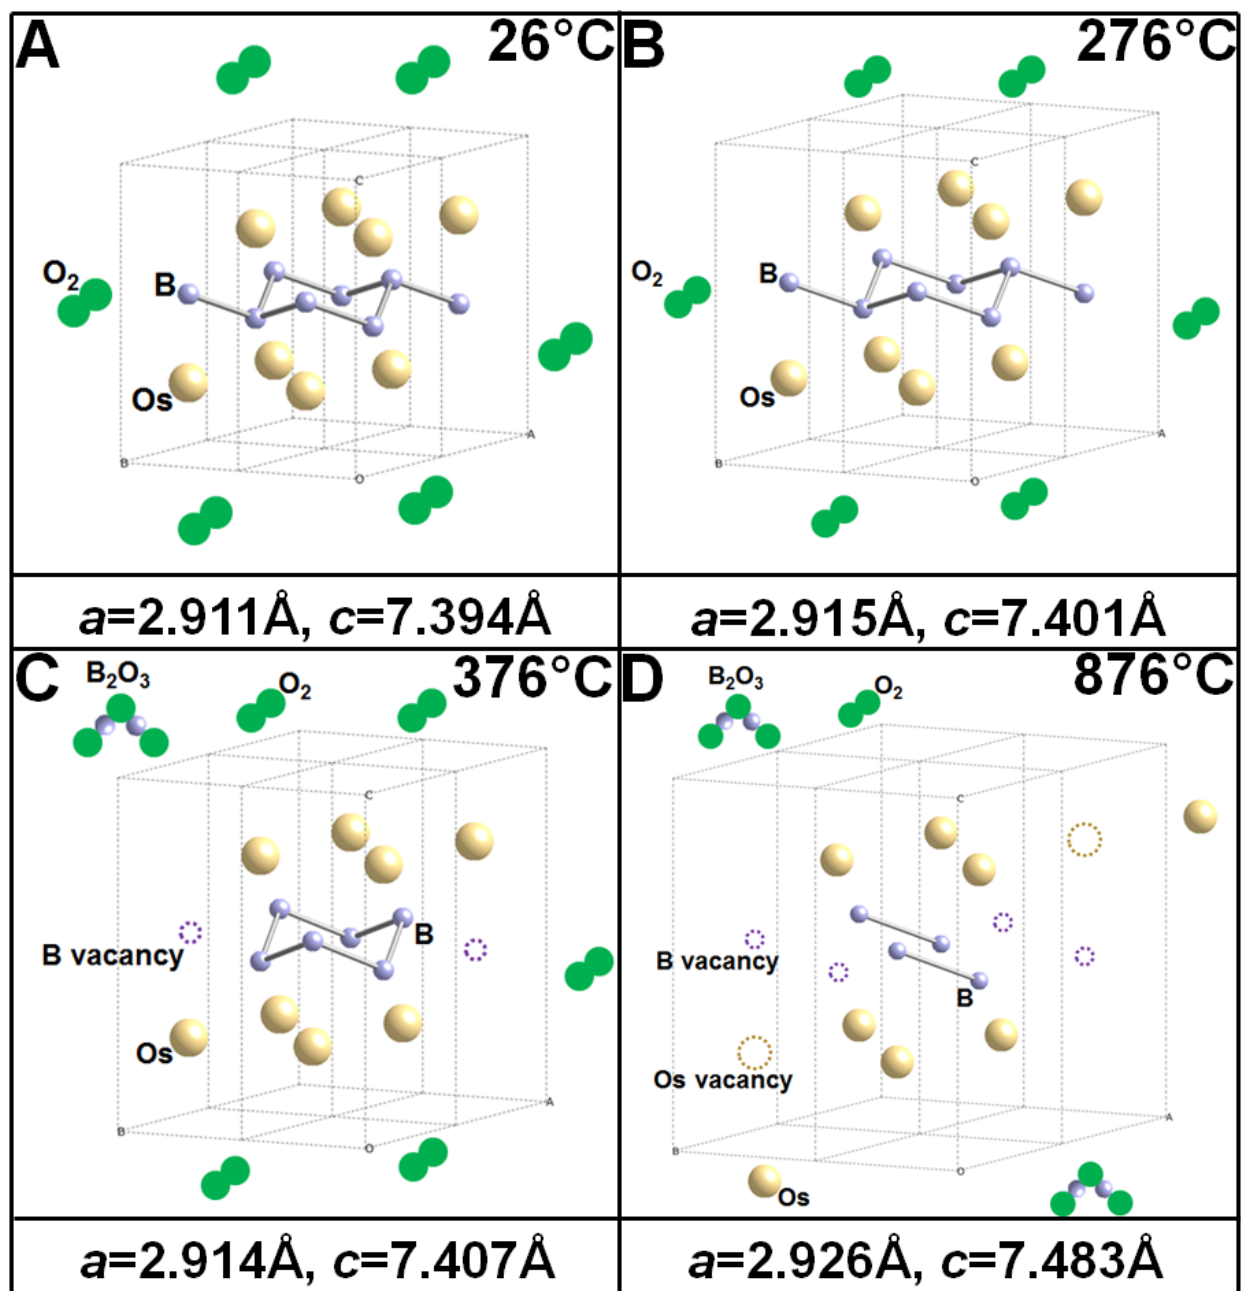 A 26°C
O₂
B
Os
C
B
A
O
a=2.911Å, c=7.394Å
B 276°C
O₂
B
Os
C
B
A
O
a=2.915Å, c=7.401Å
C 376°C
B₂O₃
O₂
C
B
B vacancy
Os
B
A
O
a=2.914Å, c=7.407Å
D 876°C
B₂O₃
O₂
C
B vacancy
B
Os vacancy
B
A
O
Os
a=2.926Å, c=7.483Å